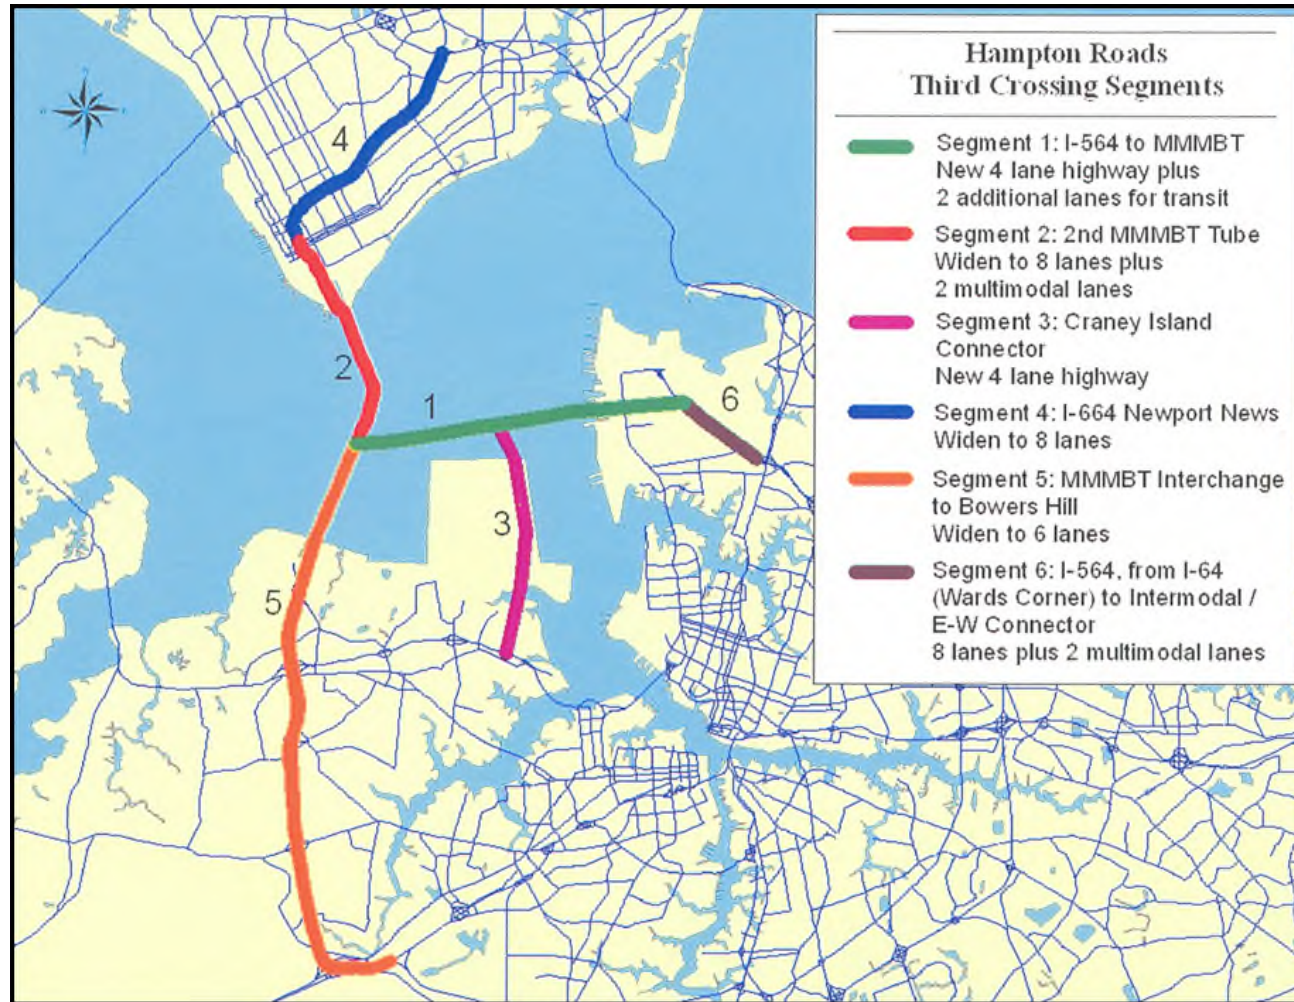 Hampton Roads
Third Crossing Segments
Segment 1: I-564 to MMMBT
New 4 lane highway plus
2 additional lanes for transit
Segment 2: 2nd MMMBT Tube
Widen to 8 lanes plus
2 multimodal lanes
Segment 3: Craney Island
Connector
New 4 lane highway
Segment 4: I-664 Newport News
Widen to 8 lanes
Segment 5: MMMBT Interchange
to Bowers Hill
Widen to 6 lanes
Segment 6: I-564, from I-64
(Wards Corner) to Intermodal /
E-W Connector
8 lanes plus 2 multimodal lanes
4
2
1
6
3
5